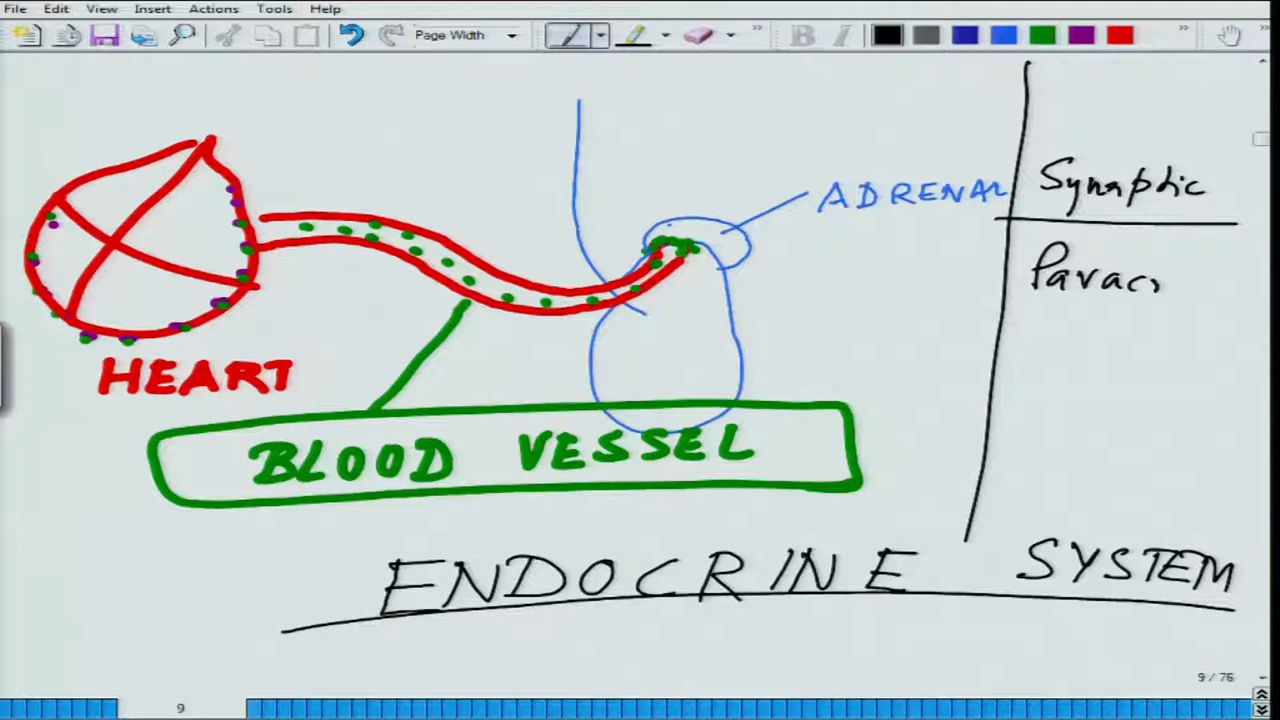 File Edit View Insert Actions Tools Help
Page Width
B I
ADRENAL
Synaptic
Parac
HEART
BLOOD VESSEL
ENDOCRINE SYSTEM
9 / 76
9